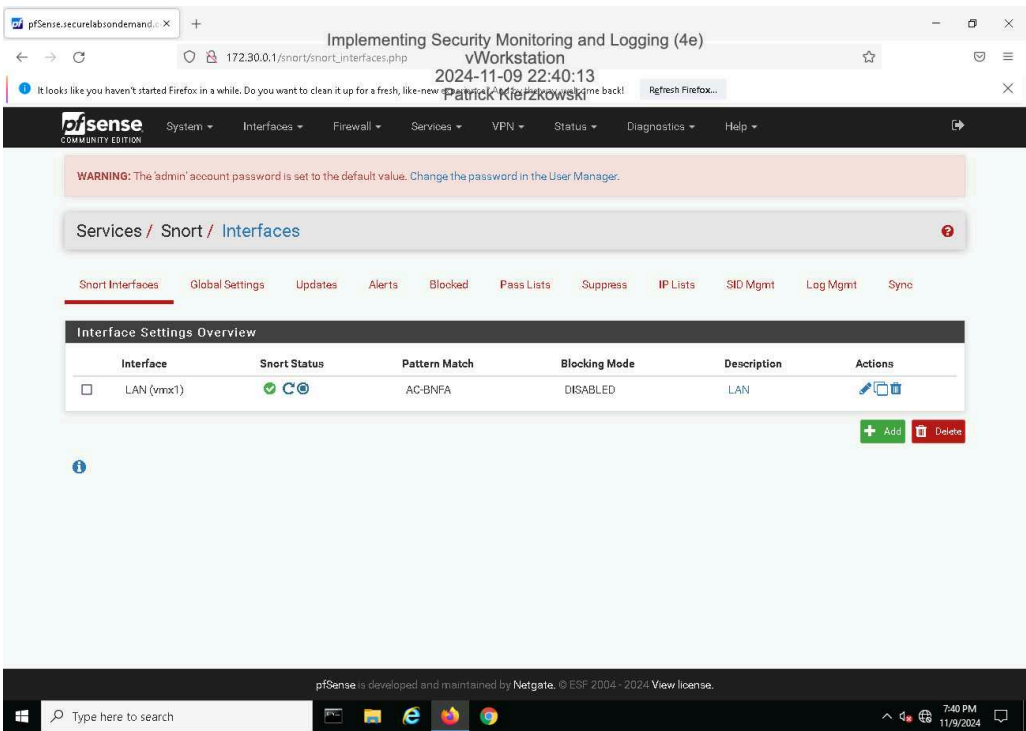 pfSense.securelabsondemand.c
Implementing Security Monitoring and Logging (4e)
172.30.0.1/snort/snort_interfaces.php
vWorkstation
2024-11-09 22:40:13
It looks like you haven't started Firefox in a while. Do you want to clean it up for a fresh, like-new me back! Refresh Firefox...
Patrick Kierzkowski
pfsense System Interfaces Firewall Services VPN Status Diagnostics Help
COMMUNITY EDITION
WARNING: The 'admin' account password is set to the default value. Change the password in the User Manager.
Services / Snort / Interfaces
Snort Interfaces Global Settings Updates Alerts Blocked Pass Lists Suppress IP Lists SID Mgmt Log Mgmt Sync
Interface Settings Overview
Interface Snort Status Pattern Match Blocking Mode Description Actions
LAN (vmx1) AC-BNFA DISABLED LAN
Add Delete
pfSense is developed and maintained by Netgate. © ESF 2004 - 2024 View license.
Type here to search
7:40 PM
11/9/2024